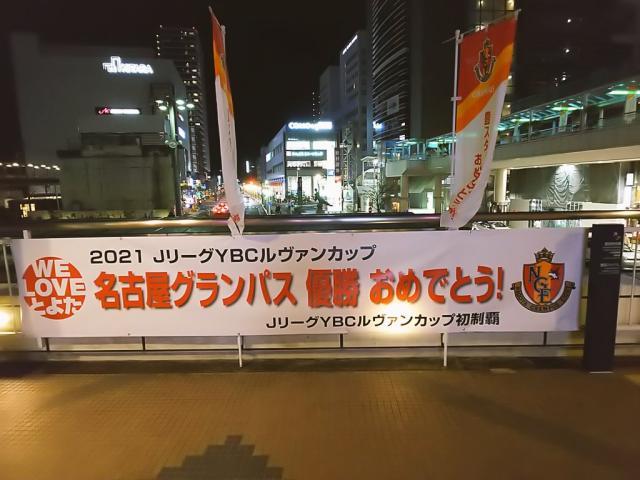 WE
LOVE
とよた
2021 JリーグYBCルヴァンカップ
名古屋グランパス 優勝 おめでとう!
JリーグYBCルヴァンカップ初制覇